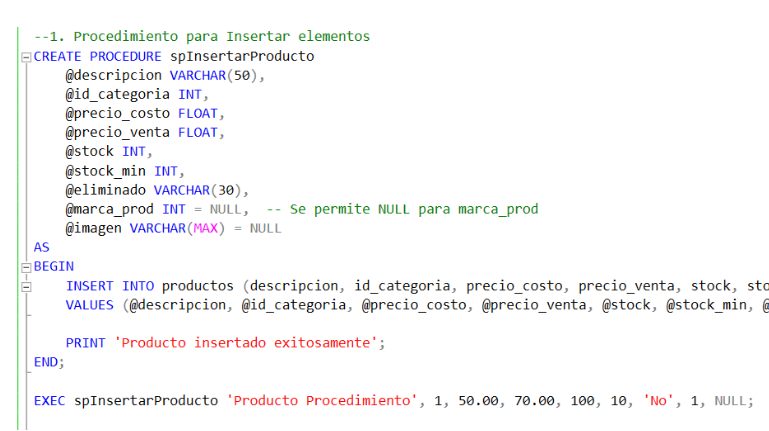 --1. Procedimiento para Insertar elementos
CREATE PROCEDURE spInsertarProducto
@descripcion VARCHAR(50),
@id_categoria INT,
@precio_costo FLOAT,
@precio_venta FLOAT,
@stock INT,
@stock_min INT,
@eliminado VARCHAR(30),
@marca_prod INT = NULL,  -- Se permite NULL para marca_prod
@imagen VARCHAR(MAX) = NULL
AS
BEGIN
INSERT INTO productos (descripcion, id_categoria, precio_costo, precio_venta, stock, sto
VALUES (@descripcion, @id_categoria, @precio_costo, @precio_venta, @stock, @stock_min, @
PRINT 'Producto insertado exitosamente';
END;
EXEC spInsertarProducto 'Producto Procedimiento', 1, 50.00, 70.00, 100, 10, 'No', 1, NULL;